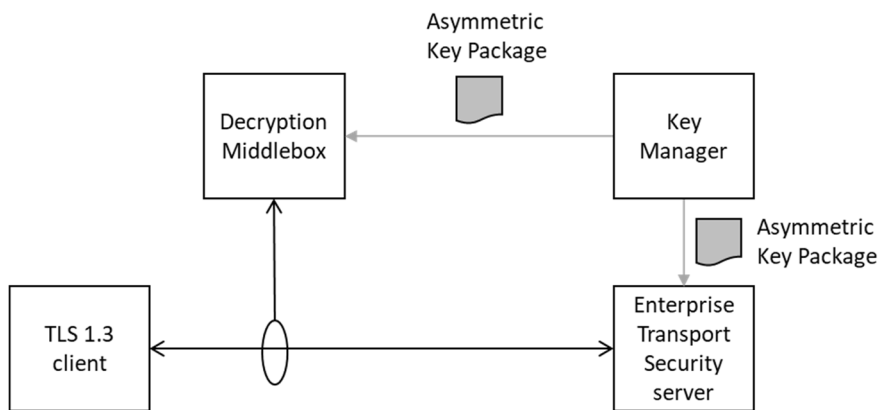 Asymmetric
Key Package
Decryption
Middlebox
Key
Manager
Asymmetric
Key Package
TLS 1.3
client
Enterprise
Transport
Security
server